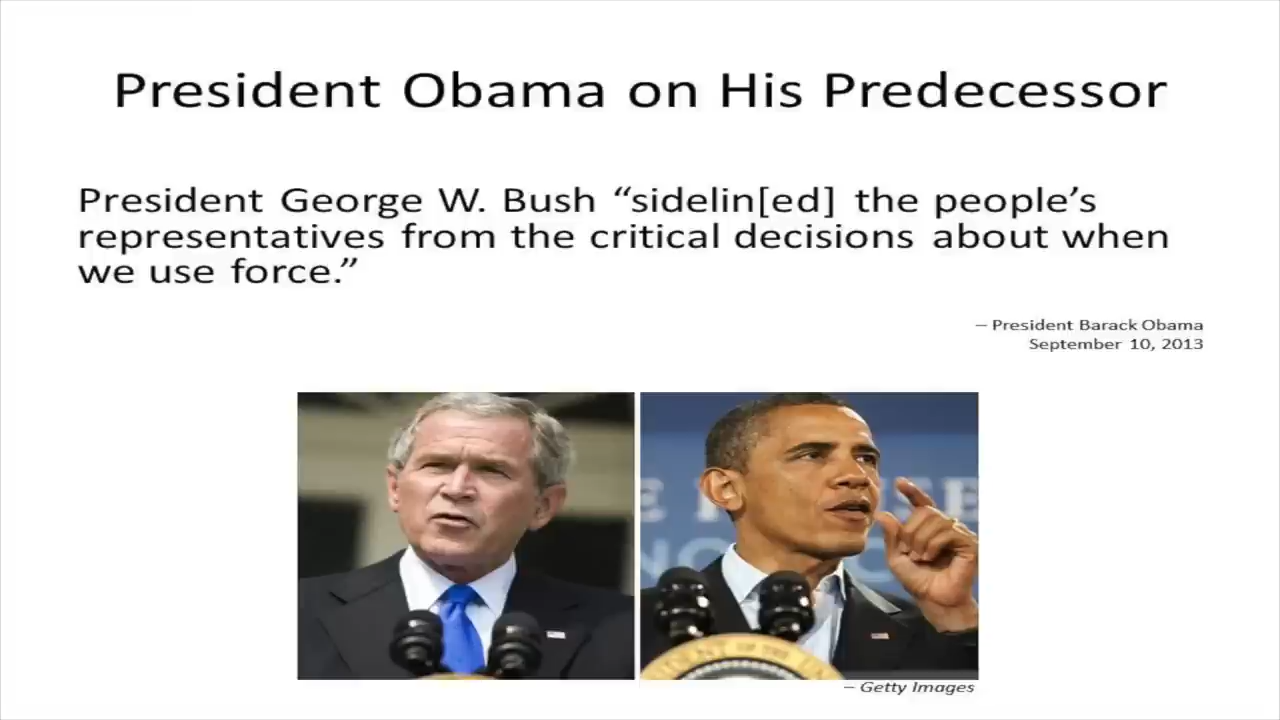 President Obama on His Predecessor
President George W. Bush “sidelin[ed] the people’s
representatives from the critical decisions about when
we use force.”
– President Barack Obama
September 10, 2013
– Getty Images